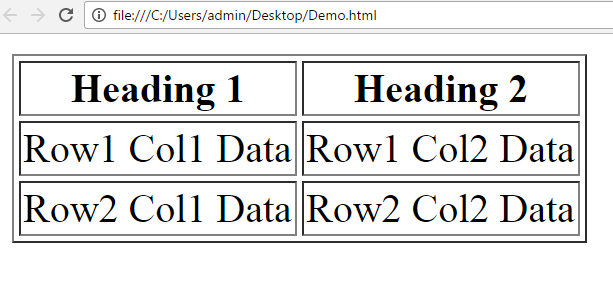 file:///C:/Users/admin/Desktop/Demo.html
Heading 1 Heading 2
Row1 Col1 Data Row1 Col2 Data
Row2 Col1 Data Row2 Col2 Data